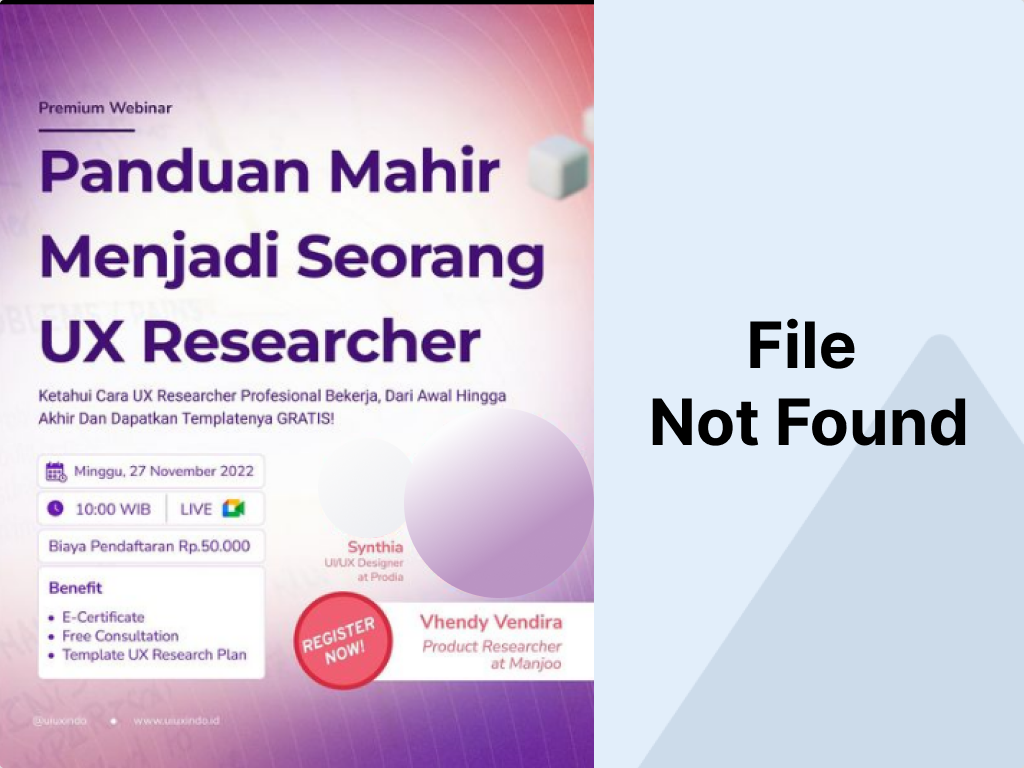 Premium Webinar
Panduan Mahir
Menjadi Seorang
UX Researcher
Ketahui Cara UX Researcher Profesional Bekerja, Dari Awal Hingga
Akhir Dan Dapatkan Templatenya GRATIS!
Minggu, 27 November 2022
10:00 WIB LIVE
Biaya Pendaftaran Rp.50.000
Benefit
• E-Certificate
• Free Consultation
• Template UX Research Plan
Synthia
UI/UX Designer
at Prodia
REGISTER
NOW!
Vhendy Vendira
Product Researcher
at Manjoo
@uiuxindo • www.uiuxindo.id
File
Not Found